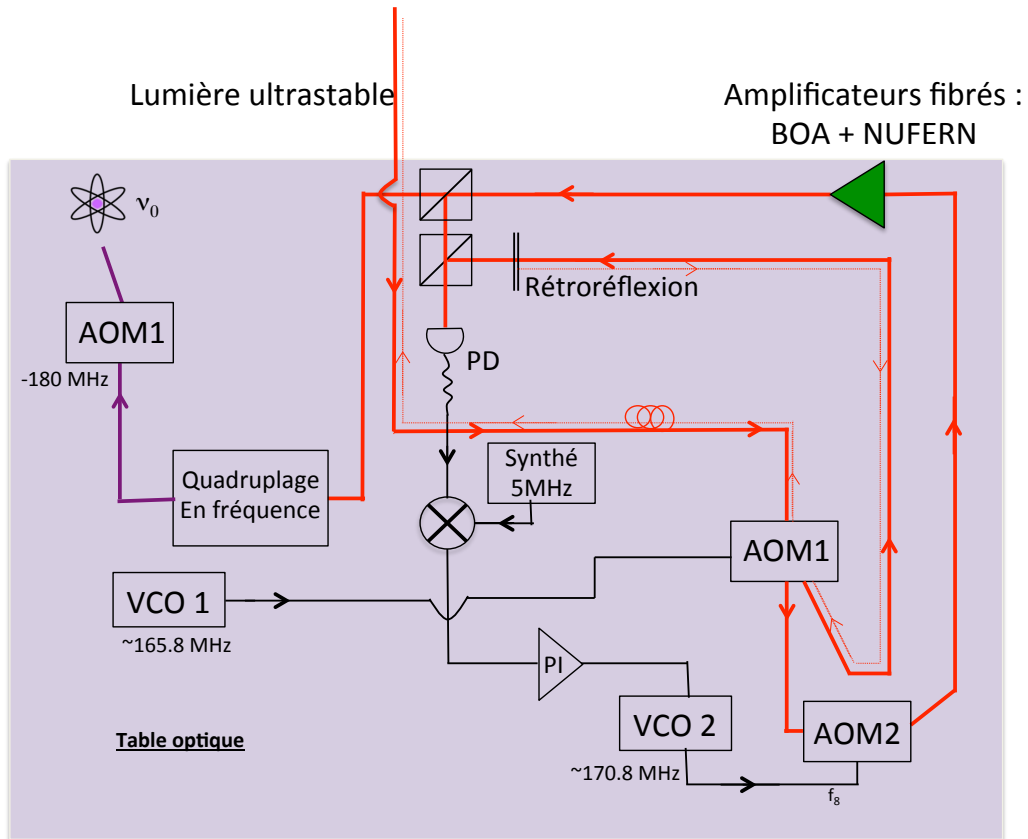 Lumière ultrastable
Amplificateurs fibrés :
BOA + NUFERN
ν₀
Rétroréflexion
AOM1
PD
-180 MHz
Synthé
5MHz
Quadruplage
En fréquence
AOM1
VCO 1
~165.8 MHz
PI
VCO 2
AOM2
Table optique
~170.8 MHz
f₈